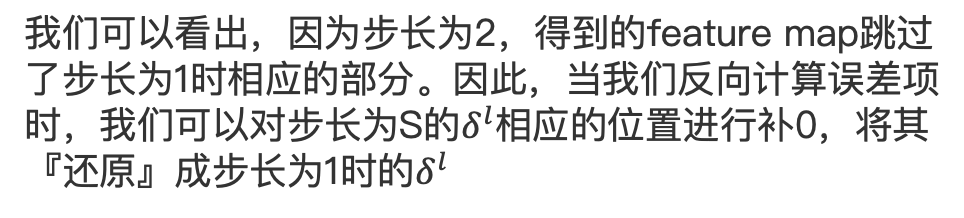 我们可以看出，因为步长为2，得到的feature map跳过
了步长为1时相应的部分。因此，当我们反向计算误差项
时，我们可以对步长为S的δˡ相应的位置进行补0，将其
『还原』成步长为1时的δˡ